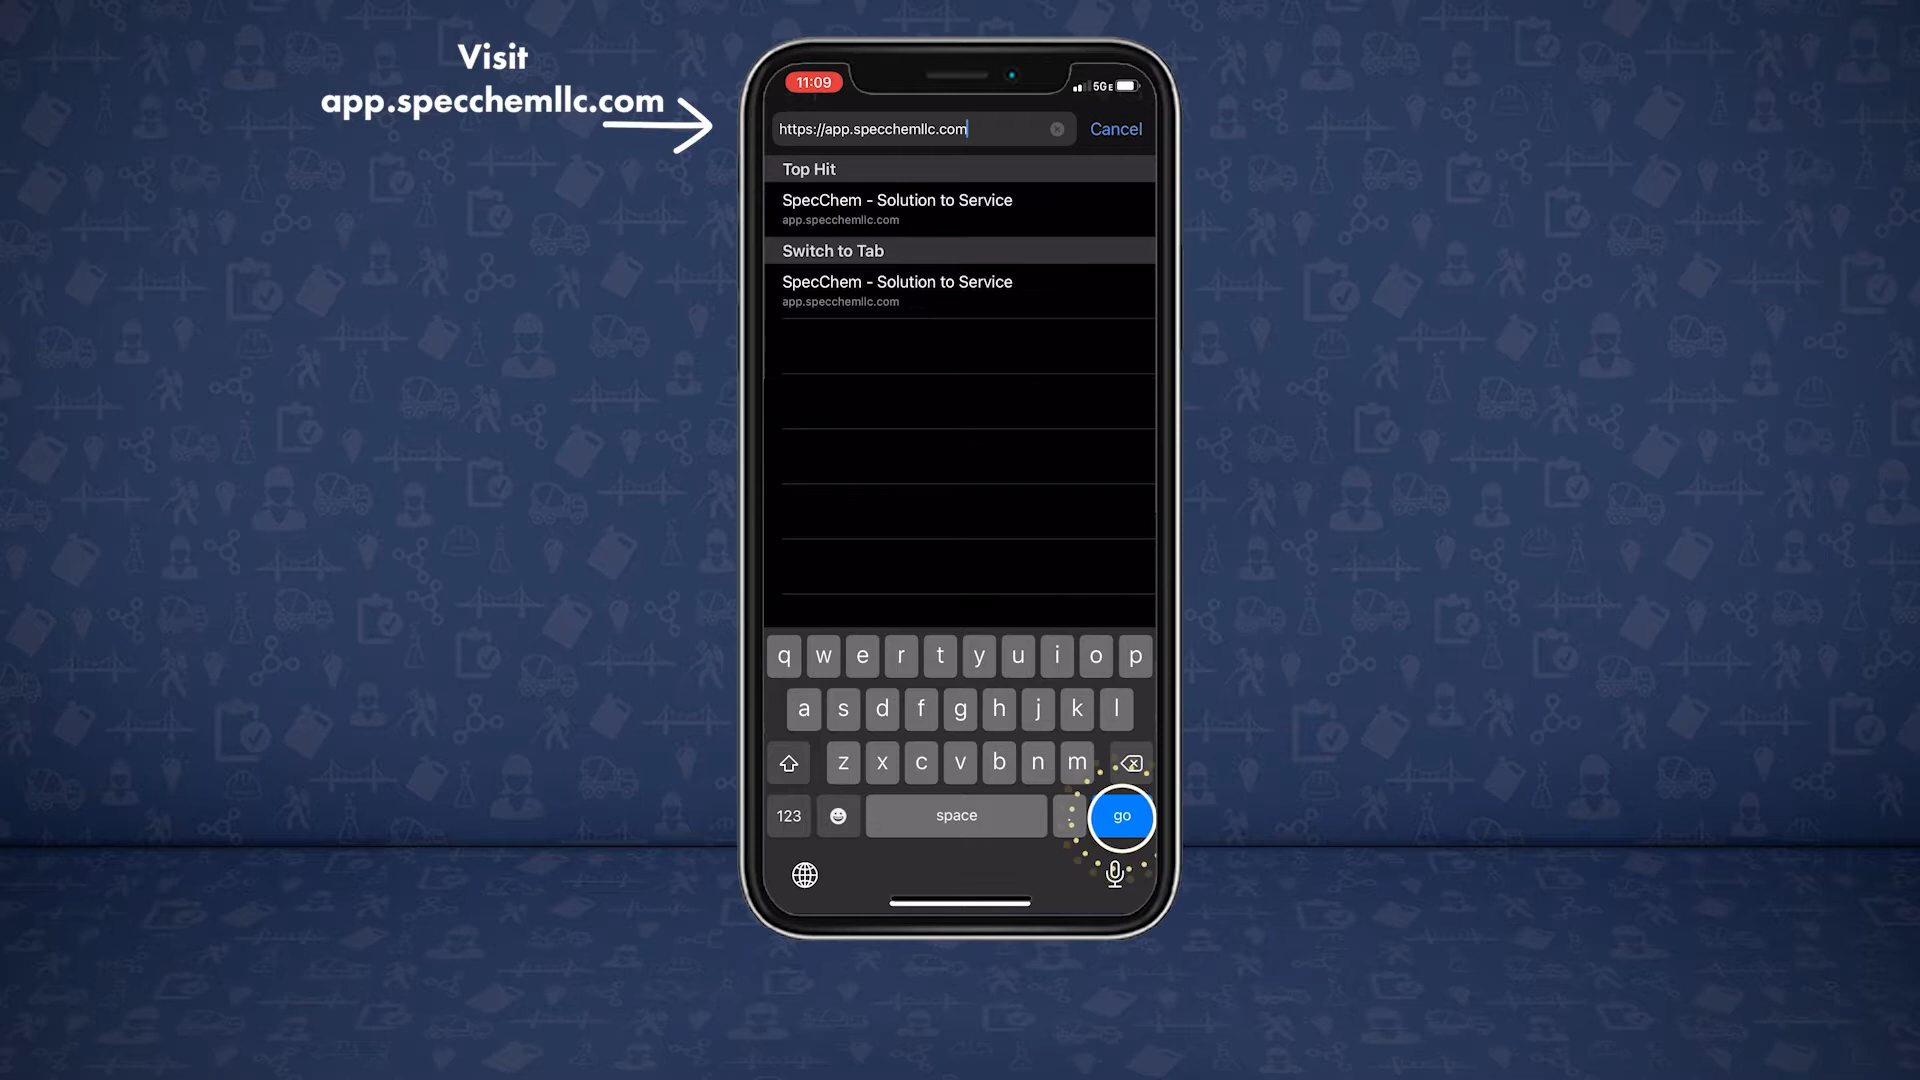 Visit
app.specchemllc.com
11:09
5GE
https://app.specchemllc.com
Cancel
Top Hit
SpecChem - Solution to Service
app.specchemllc.com
Switch to Tab
SpecChem - Solution to Service
app.specchemllc.com
q w e r t y u i o p
a s d f g h j k l
z x c v b n m
123 space . go